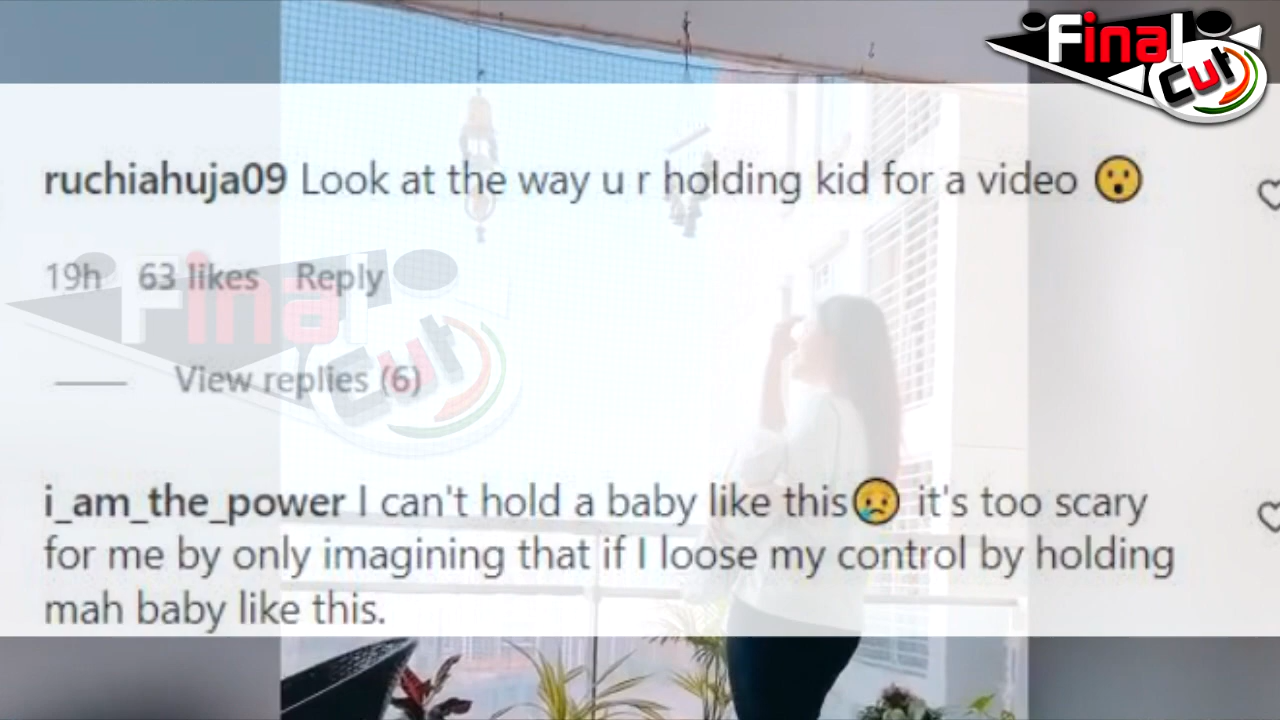 Final
Cut
ruchiahuja09 Look at the way u r holding kid for a video 😮
19h 63 likes Reply
Final
Cut
View replies (6)
i_am_the_power I can't hold a baby like this😢 it's too scary
for me by only imagining that if I loose my control by holding
mah baby like this.